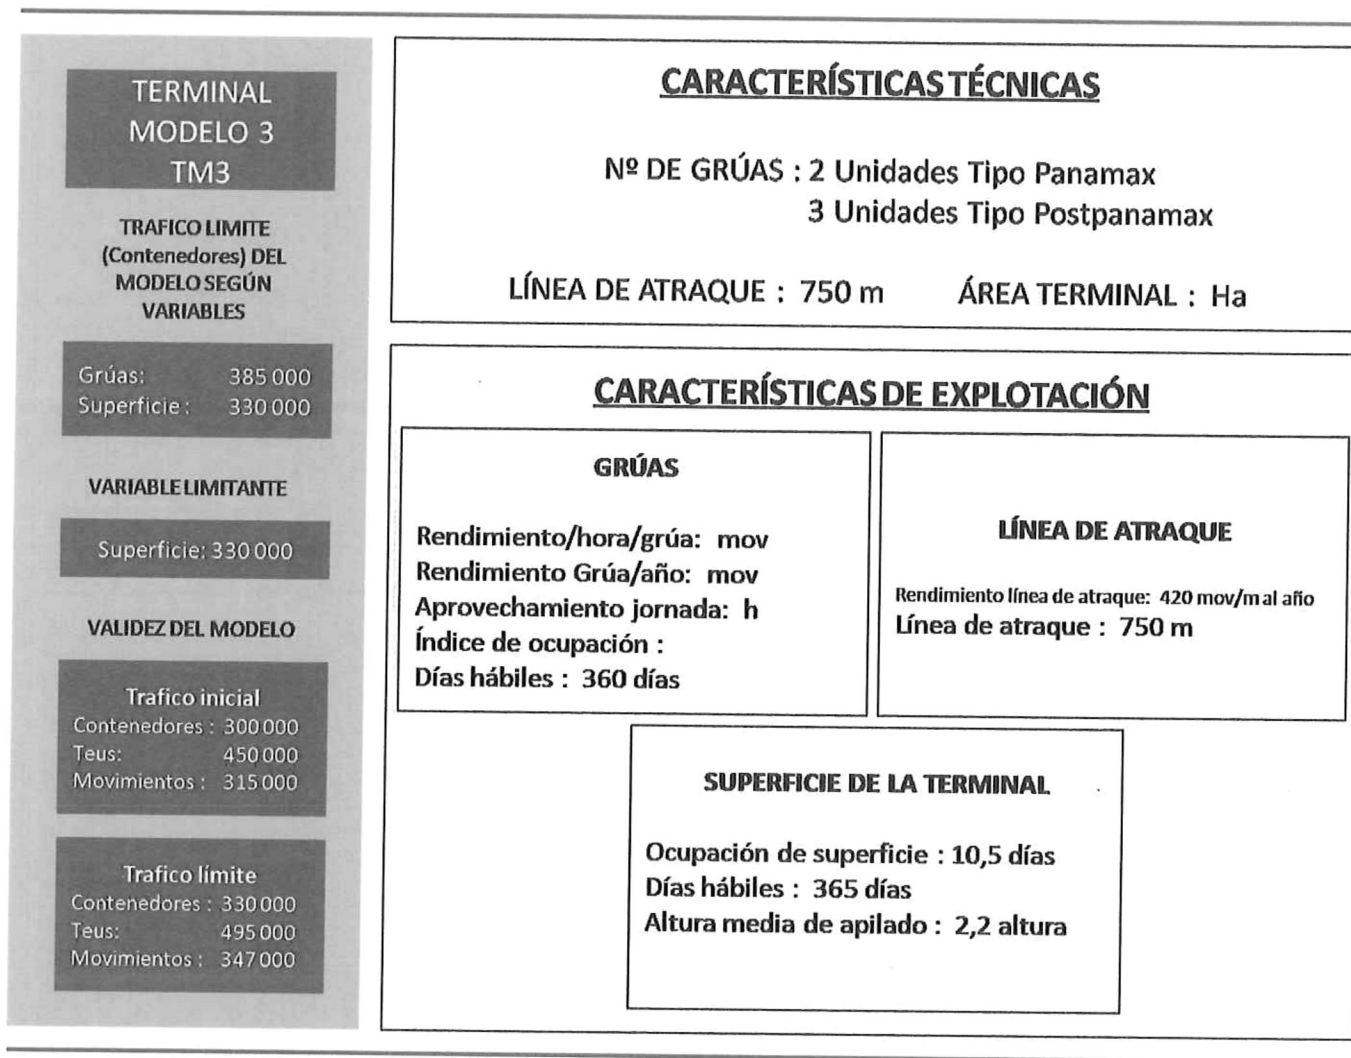 TERMINAL
MODELO 3
TM3
TRAFICO LIMITE
(Contenedores) DEL
MODELO SEGÚN
VARIABLES
Grúas: 385 000
Superficie : 330 000
VARIABLE LIMITANTE
Superficie: 330 000
VALIDEZ DEL MODELO
Trafico inicial
Contenedores : 300 000
Teus: 450 000
Movimientos : 315 000
Trafico límite
Contenedores : 330 000
Teus: 495 000
Movimientos : 347 000
CARACTERÍSTICAS TÉCNICAS
Nº DE GRÚAS : 2 Unidades Tipo Panamax
3 Unidades Tipo Postpanamax
LÍNEA DE ATRAQUE : 750 m ÁREA TERMINAL : Ha
CARACTERÍSTICAS DE EXPLOTACIÓN
GRÚAS
Rendimiento/hora/grúa: mov
Rendimiento Grúa/año: mov
Aprovechamiento jornada: h
Índice de ocupación :
Días hábiles : 360 días
LÍNEA DE ATRAQUE
Rendimiento línea de atraque: 420 mov/m al año
Línea de atraque : 750 m
SUPERFICIE DE LA TERMINAL
Ocupación de superficie : 10,5 días
Días hábiles : 365 días
Altura media de apilado : 2,2 altura